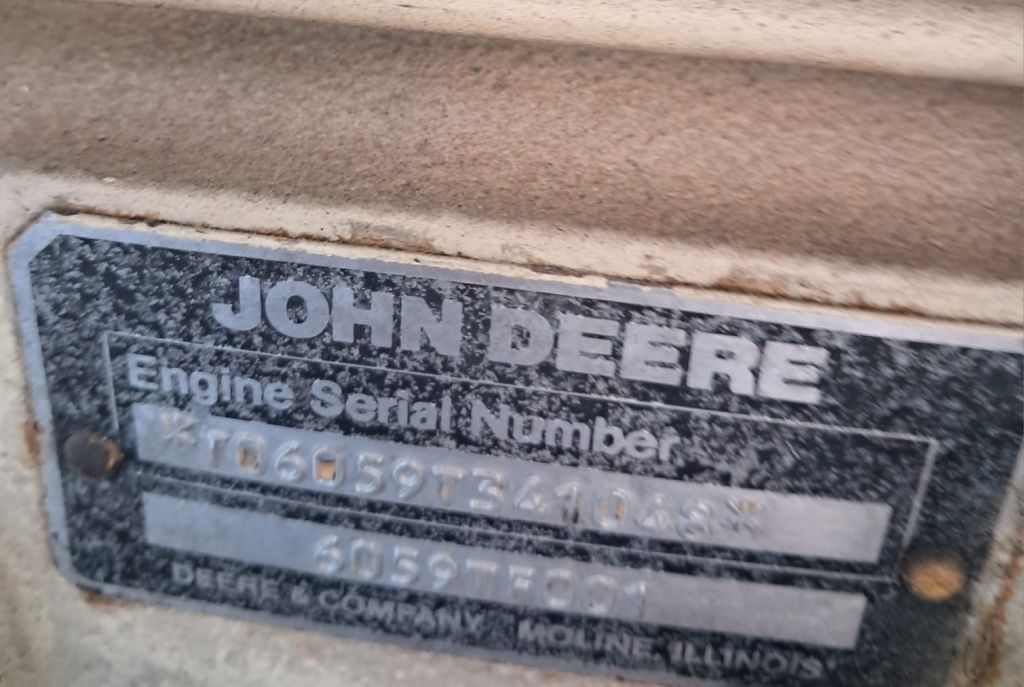 JOHN DEERE
Engine Serial Number
*T06059T341048*
6059TF001
DEERE & COMPANY MOLINE, ILLINOIS